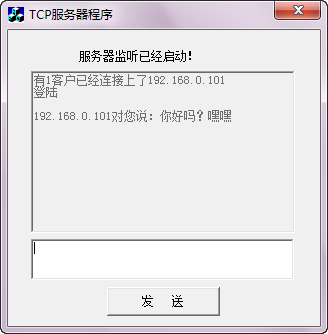 TCP服务器程序
服务器监听已经启动！
有1客户已经连接上了192.168.0.101
登陆
192.168.0.101对您说：你好吗？嘿嘿
发 送